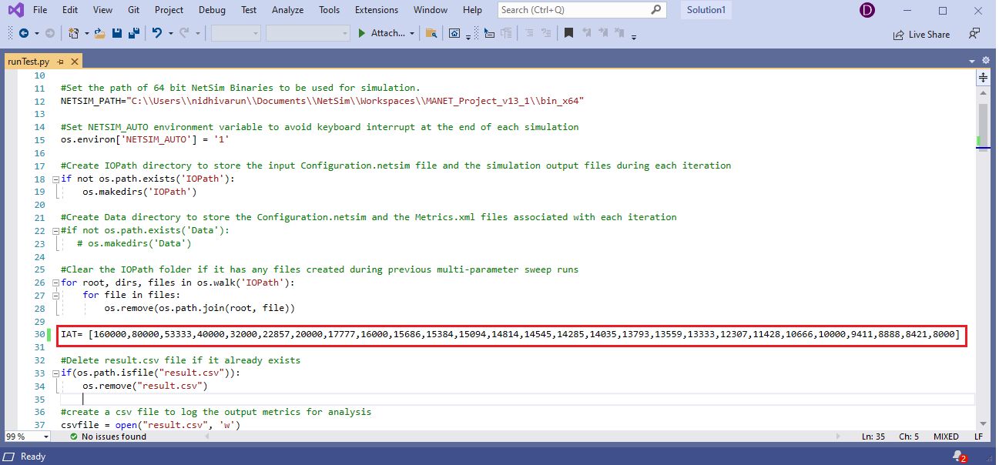 File Edit View Git Project Debug Test Analyze Tools Extensions Window Help Search (Ctrl+Q) Solution1 D
Attach... Live Share
runTest.py
10
11 #Set the path of 64 bit NetSim Binaries to be used for simulation.
12 NETSIM_PATH="C:\\Users\\nidhivarun\\Documents\\NetSim\\Workspaces\\MANET_Project_v13_1\\bin_x64"
13
14 #Set NETSIM_AUTO environment variable to avoid keyboard interrupt at the end of each simulation
15 os.environ['NETSIM_AUTO'] = '1'
16
17 #Create IOPath directory to store the input Configuration.netsim file and the simulation output files during each iteration
18 if not os.path.exists('IOPath'):
19 os.makedirs('IOPath')
20
21 #Create Data directory to store the Configuration.netsim and the Metrics.xml files associated with each iteration
22 #if not os.path.exists('Data'):
23 # os.makedirs('Data')
24
25 #Clear the IOPath folder if it has any files created during previous multi-parameter sweep runs
26 for root, dirs, files in os.walk('IOPath'):
27 for file in files:
28 os.remove(os.path.join(root, file))
29
30 IAT= [160000,80000,53333,40000,32000,22857,20000,17777,16000,15686,15384,15094,14814,14545,14285,14035,13793,13559,13333,12307,11428,10666,10000,9411,8888,8421,8000]
31
32 #Delete result.csv file if it already exists
33 if(os.path.isfile("result.csv")):
34 os.remove("result.csv")
35
36 #create a csv file to log the output metrics for analysis
37 csvfile = open("result.csv", 'w')
99 % No issues found Ln: 35 Ch: 5 MIXED LF
Ready 2